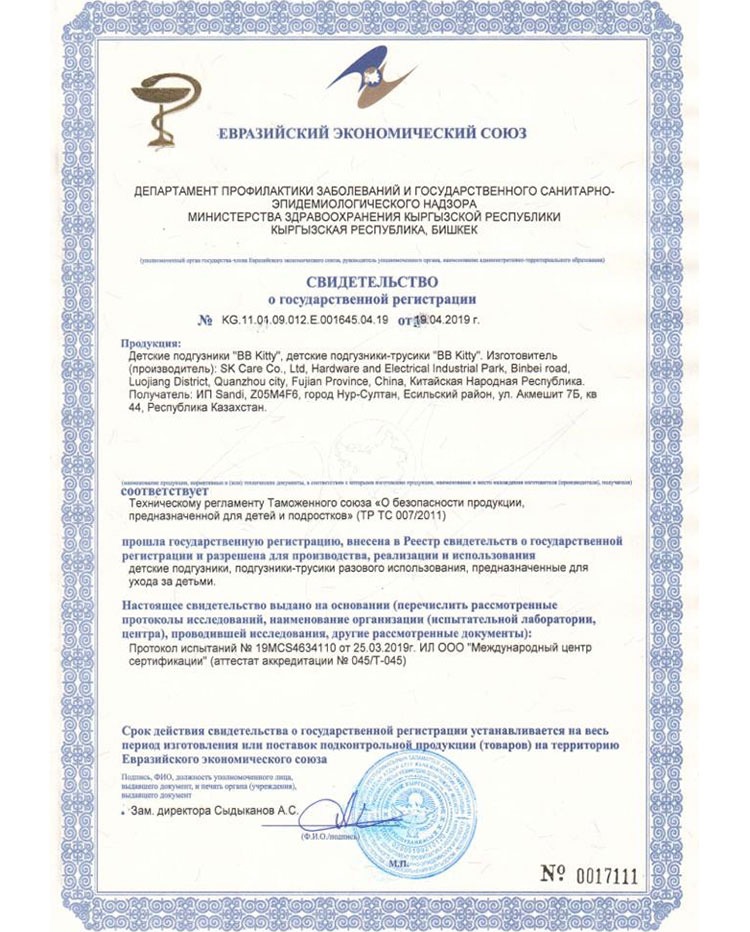 ЕВРАЗИЙСКИЙ ЭКОНОМИЧЕСКИЙ СОЮЗ
ДЕПАРТАМЕНТ ПРОФИЛАКТИКИ ЗАБОЛЕВАНИЙ И ГОСУДАРСТВЕННОГО САНИТАРНО-
ЭПИДЕМИОЛОГИЧЕСКОГО НАДЗОРА
МИНИСТЕРСТВА ЗДРАВООХРАНЕНИЯ КЫРГЫЗСКОЙ РЕСПУБЛИКИ
КЫРГЫЗСКАЯ РЕСПУБЛИКА, БИШКЕК
(уполномоченный орган государства-члена Евразийского экономического союза, руководитель уполномоченного органа, наименование административно-территориального образования)
СВИДЕТЕЛЬСТВО
о государственной регистрации
№ KG.11.01.09.012.E.001645.04.19 от 19.04.2019 г.
Продукция:
Детские подгузники "BB Kitty", детские подгузники-трусики "BB Kitty". Изготовитель
(производитель): SK Care Co., Ltd, Hardware and Electrical Industrial Park, Binbei road,
Luojiang District, Quanzhou city, Fujian Province, China, Китайская Народная Республика.
Получатель: ИП Sandi, Z05M4F6, город Нур-Султан, Есильский район, ул. Акмешит 7Б, кв
44, Республика Казахстан.
(наименование продукции, нормативные и (или) технические документы, в соответствии с которыми изготовлена продукция, наименование и место нахождения изготовителя (производителя), получателя)
соответствует
Техническому регламенту Таможенного союза «О безопасности продукции,
предназначенной для детей и подростков» (ТР ТС 007/2011)
прошла государственную регистрацию, внесена в Реестр свидетельств о государственной
регистрации и разрешена для производства, реализации и использования
детские подгузники, подгузники-трусики разового использования, предназначенные для
ухода за детьми.
Настоящее свидетельство выдано на основании (перечислить рассмотренные
протоколы исследований, наименование организации (испытательной лаборатории,
центра), проводившей исследования, другие рассмотренные документы):
Протокол испытаний № 19MCS4634110 от 25.03.2019г. ИЛ ООО "Международный центр
сертификации" (аттестат аккредитации № 045/Т-045)
Срок действия свидетельства о государственной регистрации устанавливается на весь
период изготовления или поставок подконтрольной продукции (товаров) на территорию
Евразийского экономического союза
Подпись, ФИО, должность уполномоченного лица,
выдавшего документ, и печать органа (учреждения),
выдавшего документ
Зам. директора Сыдыканов А.С.
(Ф.И.О./подпись)
М.П.
№ 0017111